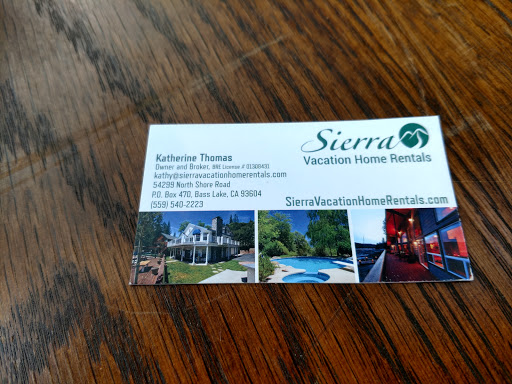 Sierra
Vacation Home Rentals
Katherine Thomas
Owner and Broker, BRE License # 01308431
kathy@sierravacationhomerentals.com
54299 North Shore Road
P.O. Box 470, Bass Lake, CA 93604
(559) 540-2223
SierraVacationHomeRentals.com